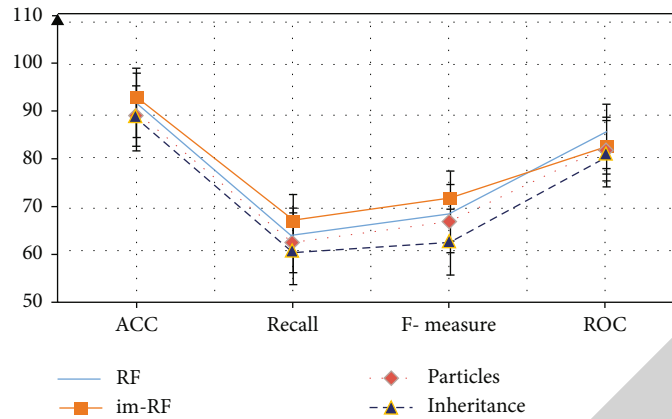 110
100
90
80
70
60
50
ACC Recall F- measure ROC
RF Particles
im-RF Inheritance